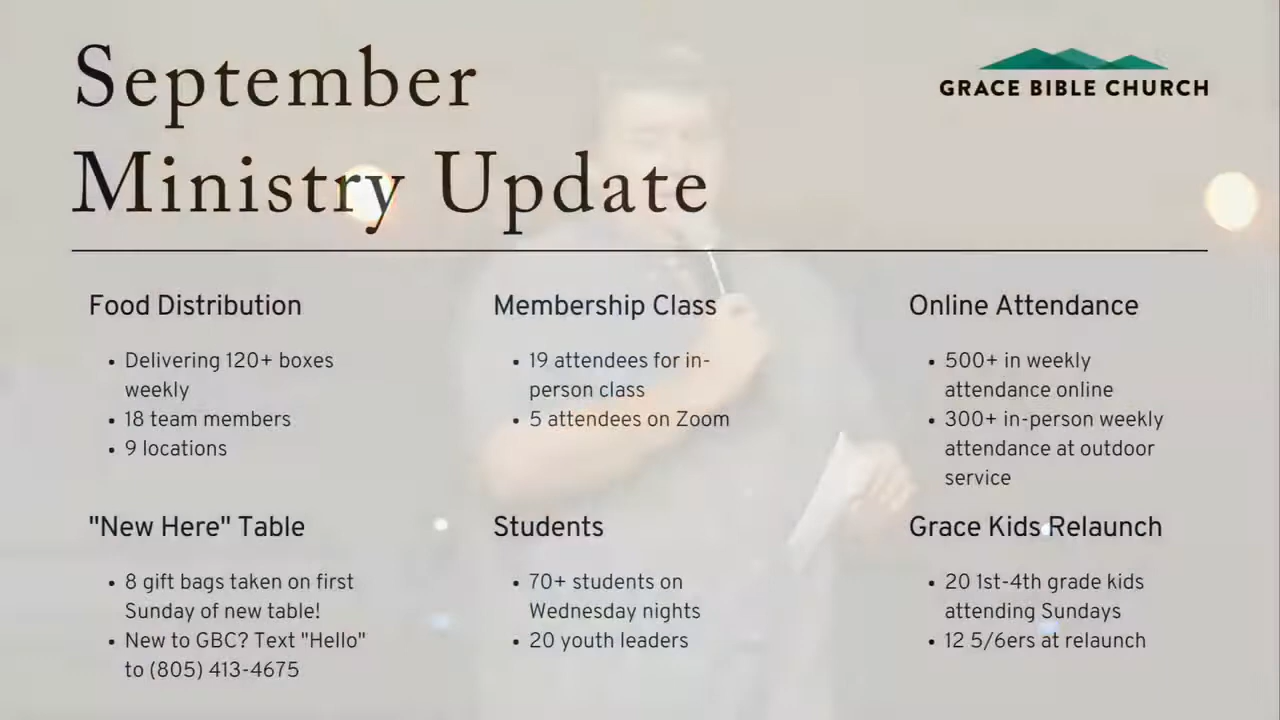 September
Ministry Update
GRACE BIBLE CHURCH
Food Distribution
• Delivering 120+ boxes
weekly
• 18 team members
• 9 locations
Membership Class
• 19 attendees for in-
person class
• 5 attendees on Zoom
Online Attendance
• 500+ in weekly
attendance online
• 300+ in-person weekly
attendance at outdoor
service
"New Here" Table
• 8 gift bags taken on first
Sunday of new table!
• New to GBC? Text "Hello"
to (805) 413-4675
Students
• 70+ students on
Wednesday nights
• 20 youth leaders
Grace Kids Relaunch
• 20 1st-4th grade kids
attending Sundays
• 12 5/6ers at relaunch